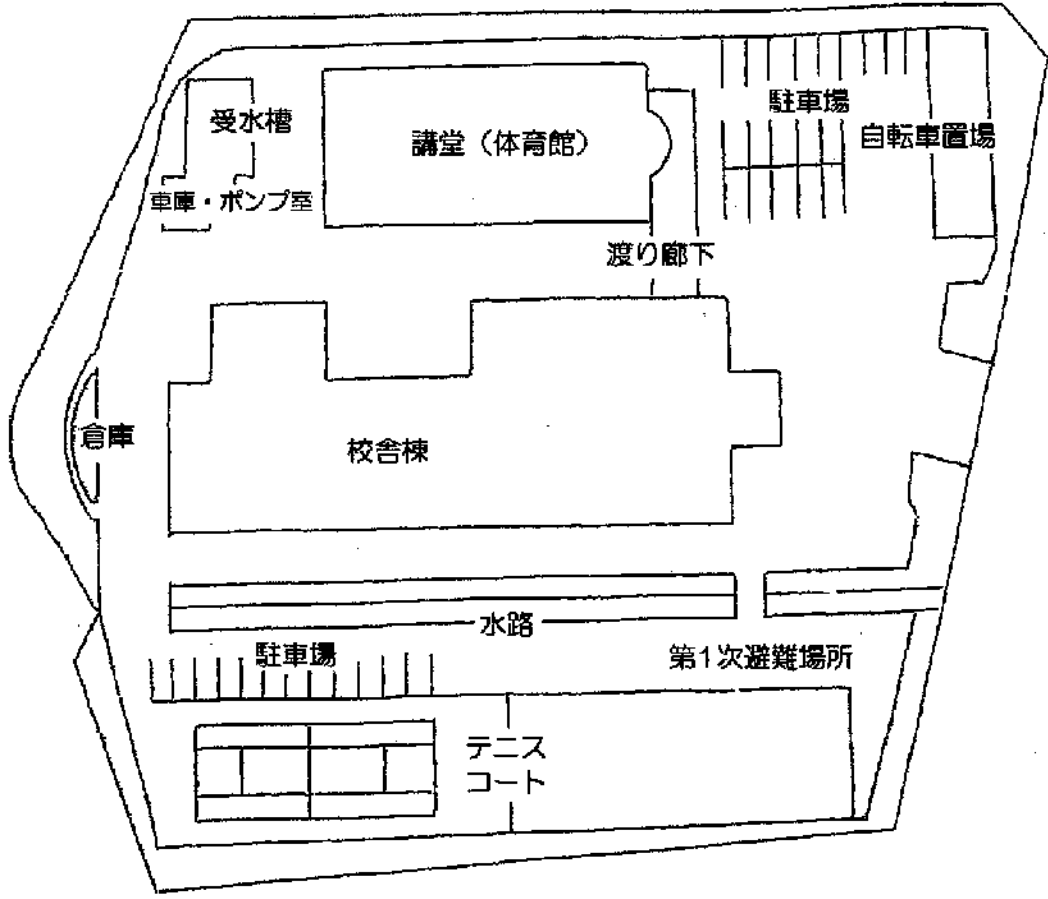 駐車場
受水槽
講堂（体育館）
自転車置場
車庫・ポンプ室
渡り廊下
倉庫
校舎棟
水路
駐車場
第1次避難場所
テニス
コート